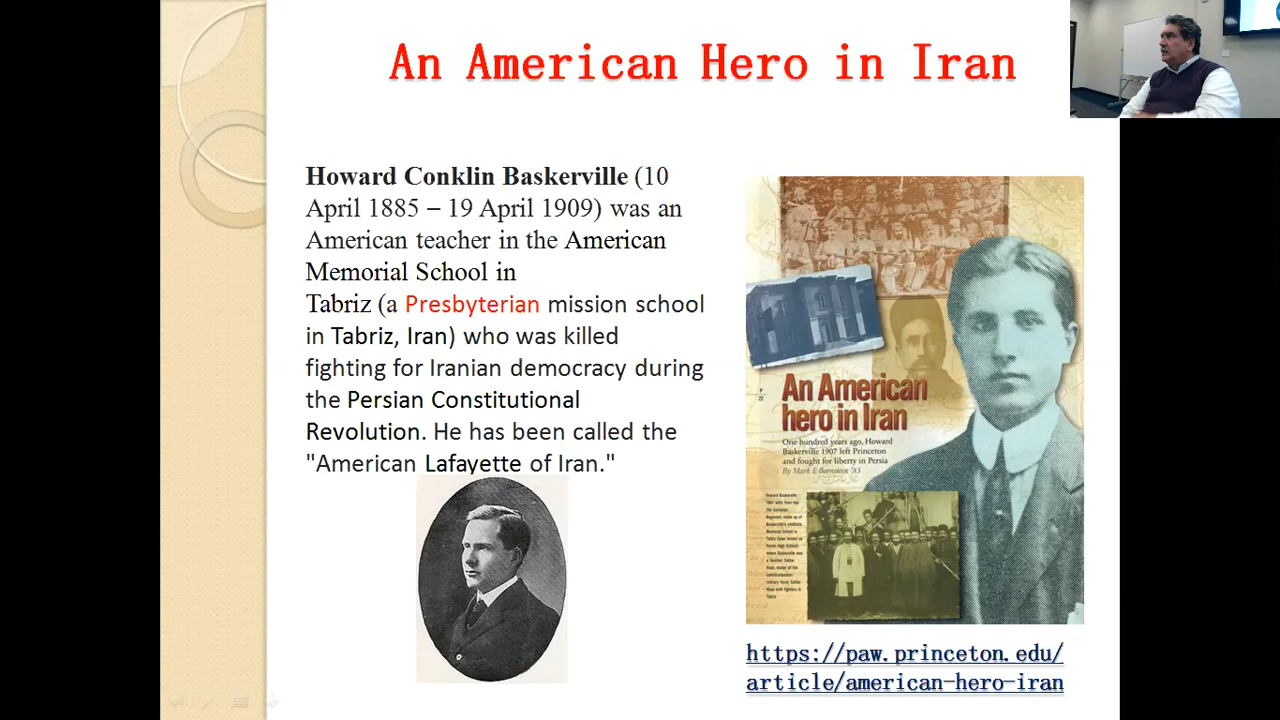 An American Hero in Iran
Howard Conklin Baskerville (10
April 1885 – 19 April 1909) was an
American teacher in the American
Memorial School in
Tabriz (a Presbyterian mission school
in Tabriz, Iran) who was killed
fighting for Iranian democracy during
the Persian Constitutional
Revolution. He has been called the
"American Lafayette of Iran."
P
22
An American
hero in Iran
One hundred years ago, Howard
Baskerville 1907 left Princeton
and fought for liberty in Persia
By Mark F. Bernstein '83
https://paw.princeton.edu/
article/american-hero-iran